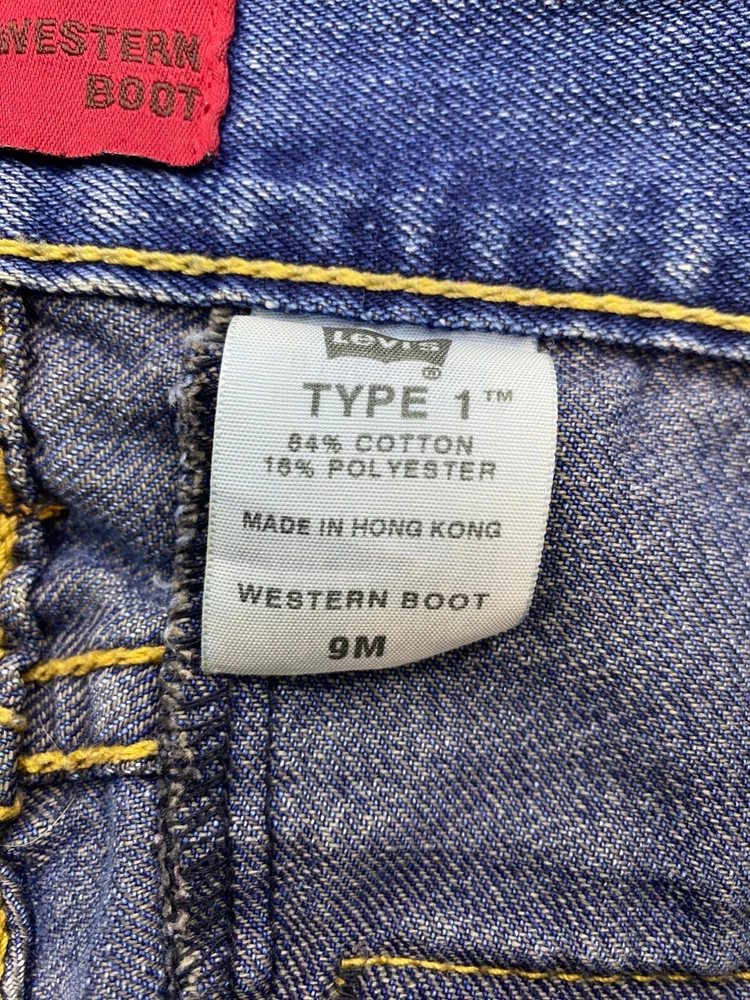 WESTERN
BOOT
Levi's
®
TYPE 1™
84% COTTON
16% POLYESTER
MADE IN HONG KONG
WESTERN BOOT
9M